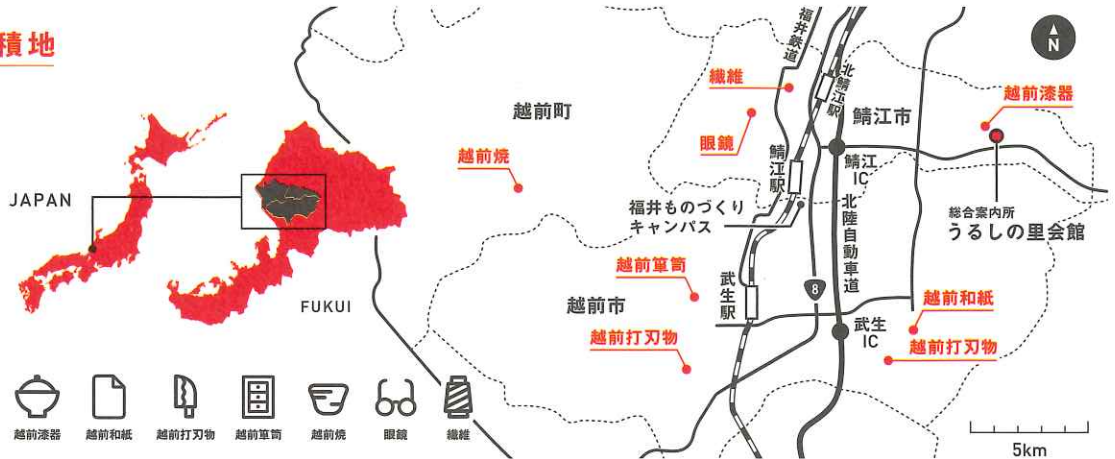 積地
JAPAN
FUKUI
越前漆器
越前和紙
越前打刃物
越前箪笥
越前焼
眼鏡
繊維
越前町
越前焼
福井鉄道
繊維
眼鏡
北鯖江駅
鯖江市
越前漆器
鯖江駅
鯖江
IC
福井ものづくり
キャンパス
北陸自動車道
総合案内所
うるしの里会館
越前箪笥
武生駅
8
越前市
越前打刃物
武生
IC
越前和紙
越前打刃物
N
5km